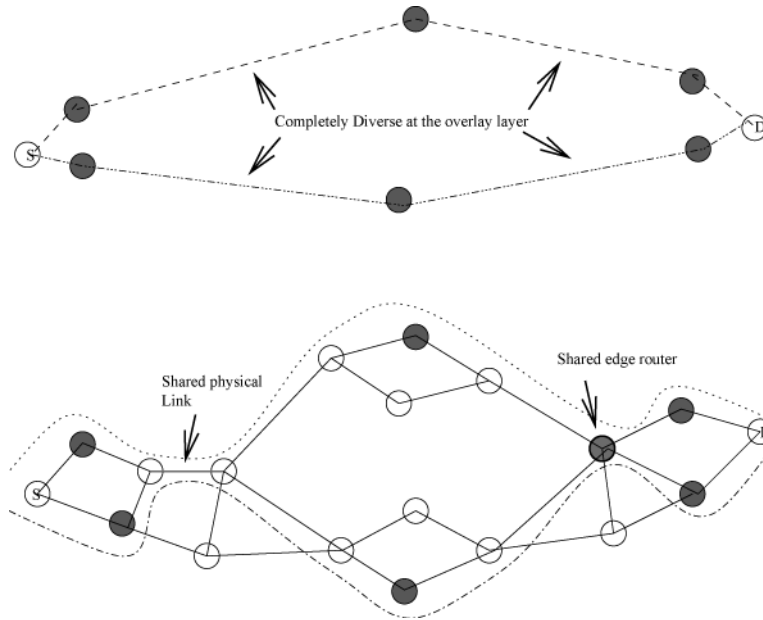 Completely Diverse at the overlay layer
S
D
Shared physical
Link
Shared edge router
S